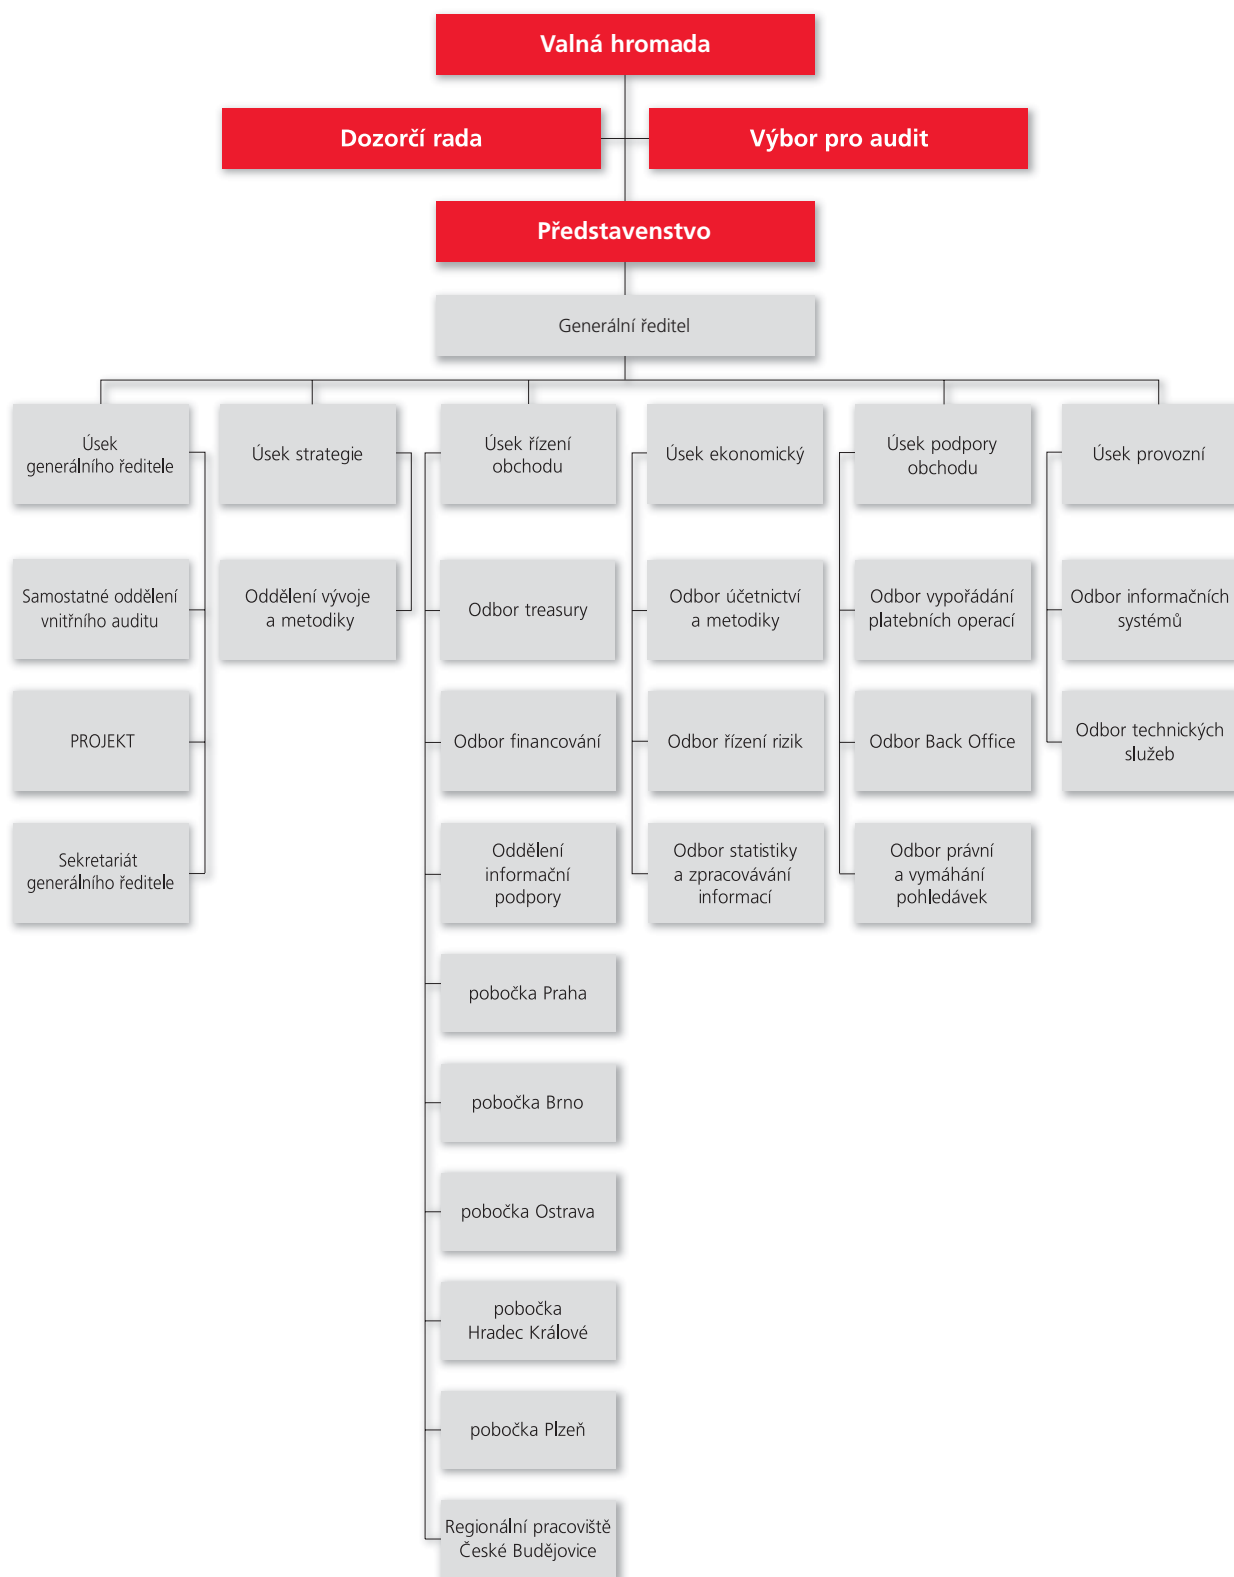 Valná hromada
Dozorčí rada
Výbor pro audit
Představenstvo
Generální ředitel
Úsek
generálního ředitele
Úsek strategie
Úsek řízení
obchodu
Úsek ekonomický
Úsek podpory
obchodu
Úsek provozní
Samostatné oddělení
vnitřního auditu
Oddělení vývoje
a metodiky
Odbor treasury
Odbor účetnictví
a metodiky
Odbor vypořádání
platebních operací
Odbor informačních
systémů
PROJEKT
Odbor financování
Odbor řízení rizik
Odbor Back Office
Odbor technických
služeb
Sekretariát
generálního ředitele
Oddělení
informační
podpory
Odbor statistiky
a zpracovávání
informací
Odbor právní
a vymáhání
pohledávek
pobočka Praha
pobočka Brno
pobočka Ostrava
pobočka
Hradec Králové
pobočka Plzeň
Regionální pracoviště
České Budějovice